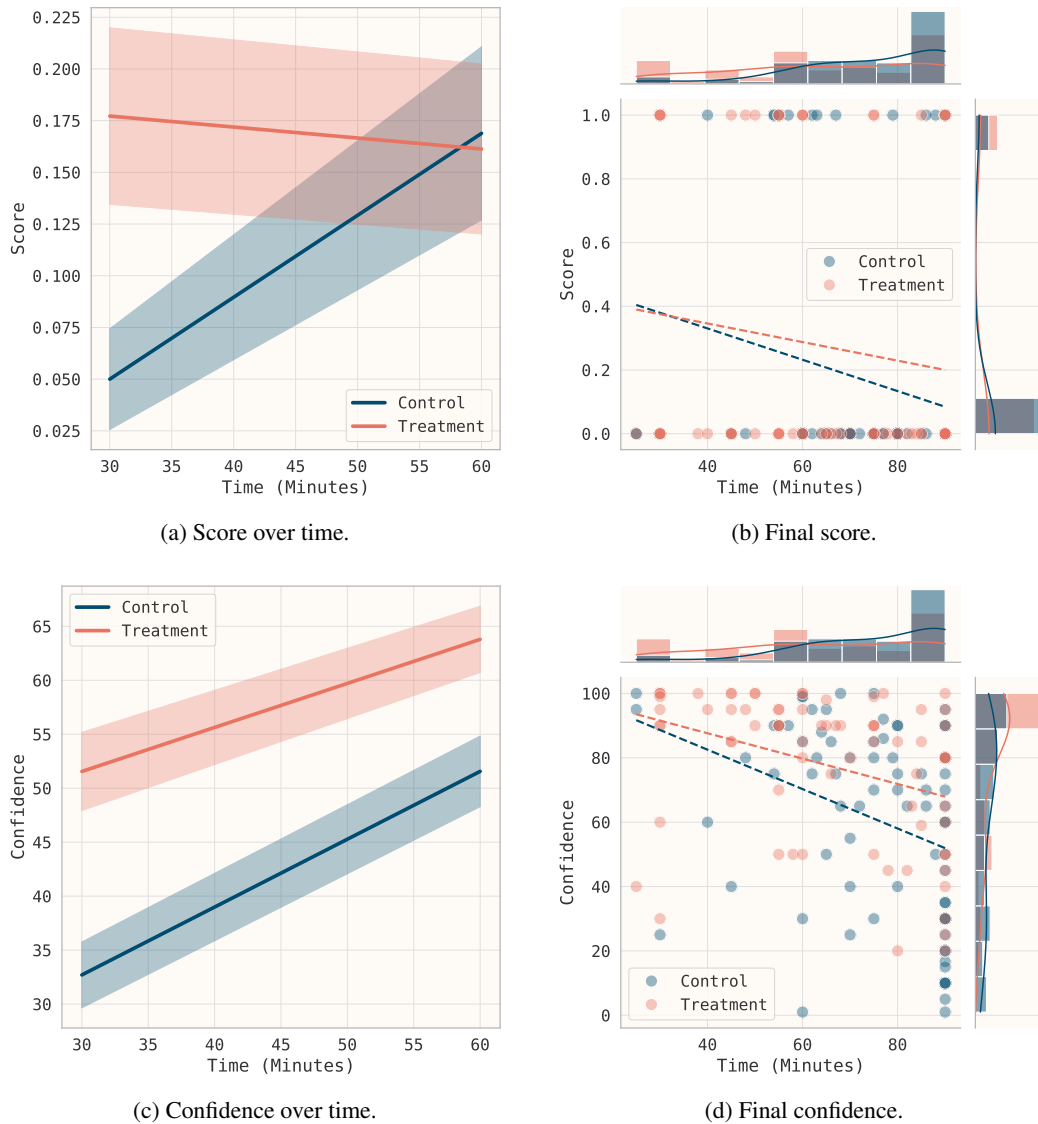 0.225
0.200
0.175
0.150
0.125
0.100
0.075
0.050
0.025
Score
Control
Treatment
30 35 40 45 50 55 60
Time (Minutes)
(a) Score over time.
1.0
0.8
0.6
0.4
0.2
0.0
Score
Control
Treatment
40 60 80
Time (Minutes)
(b) Final score.
Control
Treatment
65
60
55
50
45
40
35
30
Confidence
30 35 40 45 50 55 60
Time (Minutes)
(c) Confidence over time.
100
80
60
40
20
0
Confidence
Control
Treatment
40 60 80
Time (Minutes)
(d) Final confidence.